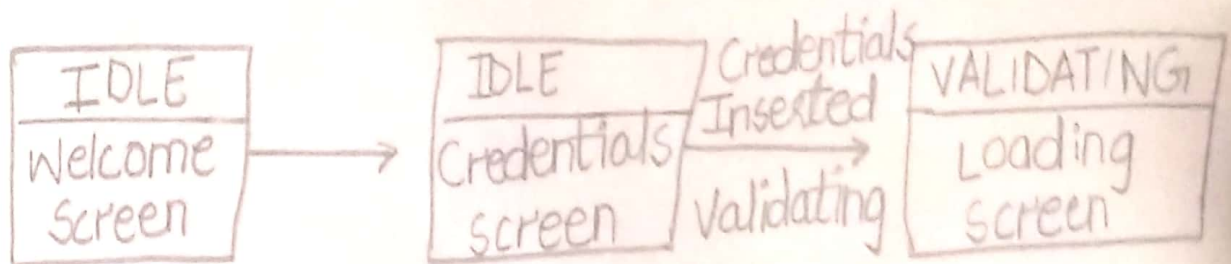 IDLE
Welcome
Screen
IDLE
Credentials
screen
Credentials
Inserted
Validating
VALIDATING
Loading
screen